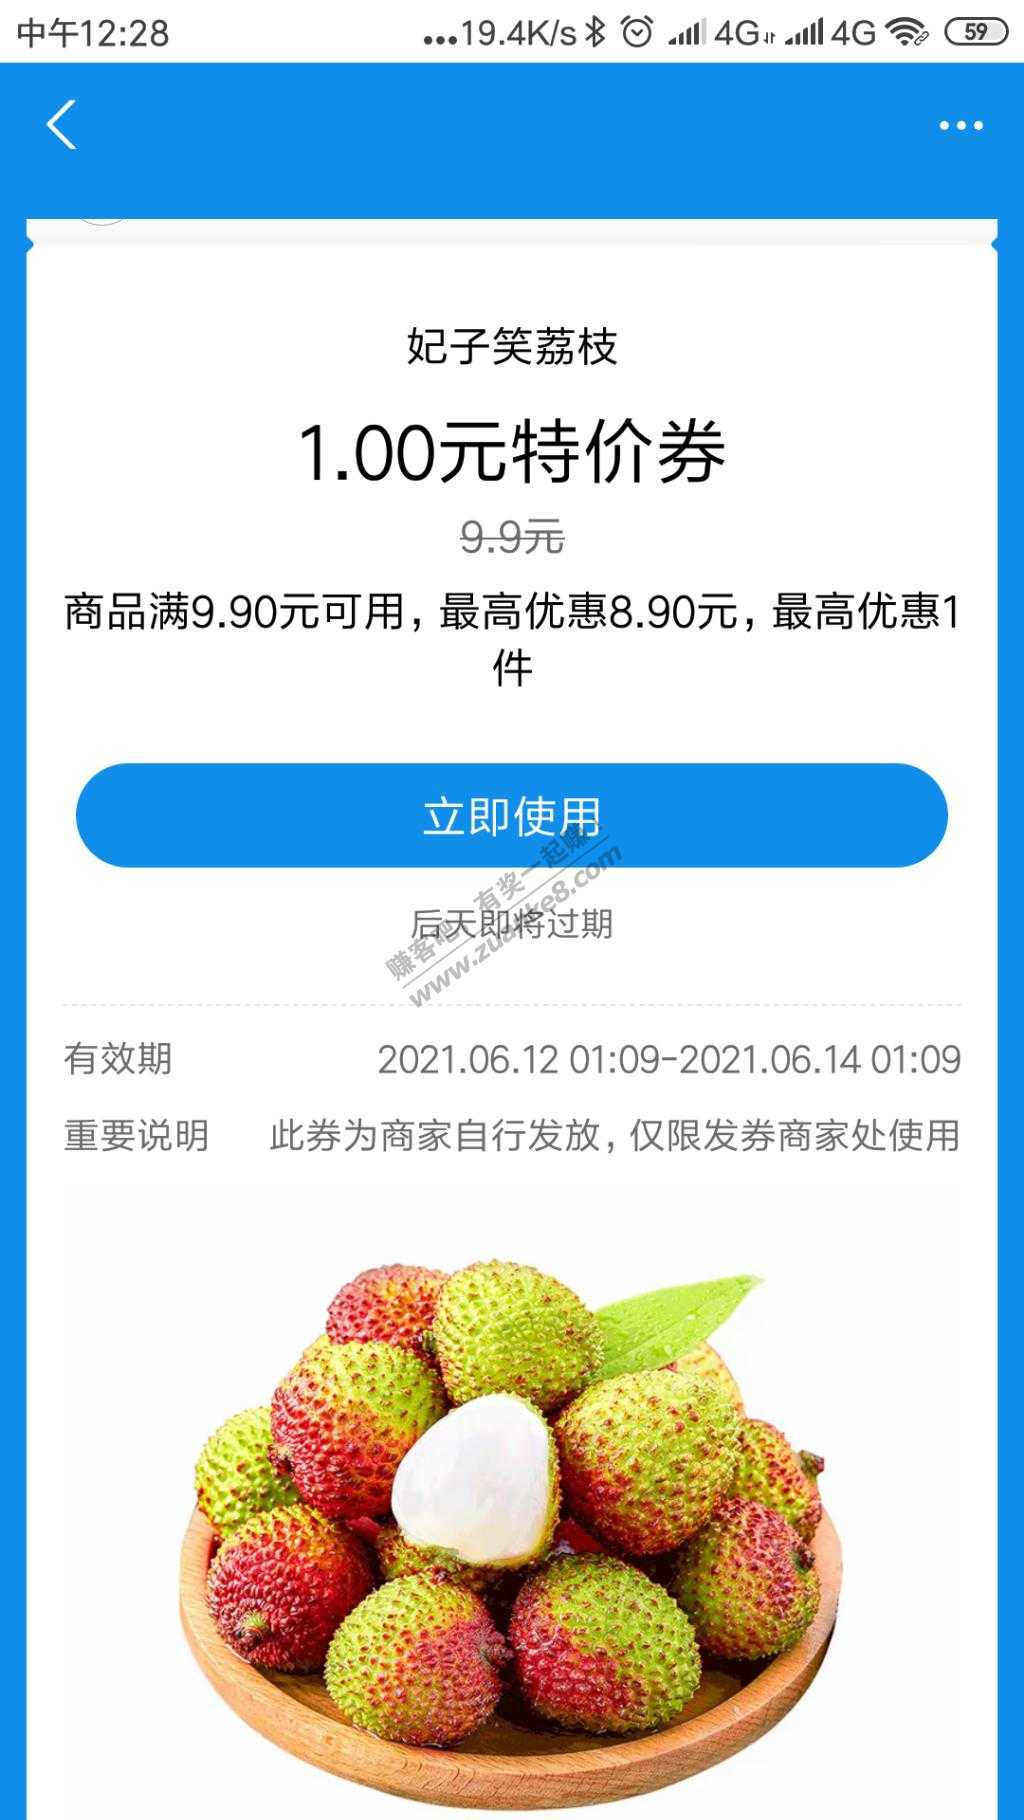 中午12:28
...19.4K/s 4G 4G 59
妃子笑荔枝
1.00元特价券
9.9元
商品满9.90元可用，最高优惠8.90元，最高优惠1
件
立即使用
后天即将过期
赚客吧，有奖一起赚！
www.zuanke8.com
有效期 2021.06.12 01:09-2021.06.14 01:09
重要说明 此券为商家自行发放，仅限发券商家处使用